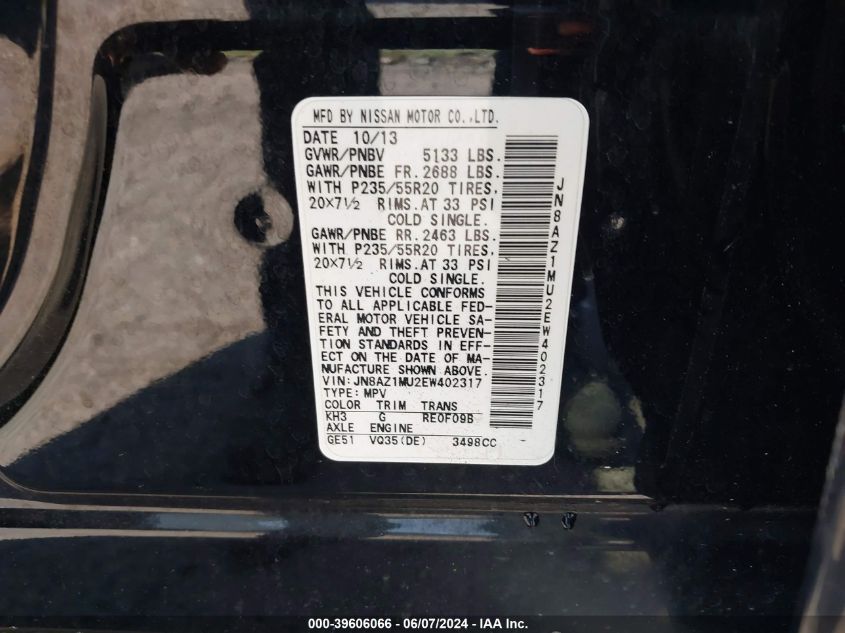 MFD BY NISSAN MOTOR CO.,LTD.
DATE 10/13
GVWR/PNBV 5133 LBS.
GAWR/PNBE FR. 2688 LBS.
WITH P235/55R20 TIRES,
20×7½ RIMS.AT 33 PSI
COLD SINGLE.
GAWR/PNBE RR. 2463 LBS.
WITH P235/55R20 TIRES,
20×7½ RIMS.AT 33 PSI
COLD SINGLE.
THIS VEHICLE CONFORMS
TO ALL APPLICABLE FED-
ERAL MOTOR VEHICLE SA-
FETY AND THEFT PREVEN-
TION STANDARDS IN EFF-
ECT ON THE DATE OF MA-
NUFACTURE SHOWN ABOVE.
VIN:JN8AZ1MU2EW402317
TYPE:MPV
COLOR TRIM TRANS
KH3 G RE0F09B
AXLE ENGINE
GE51 VQ35(DE) 3498CC
JN8AZ1MU2EW402317
000-39606066 - 06/07/2024 - IAA Inc.